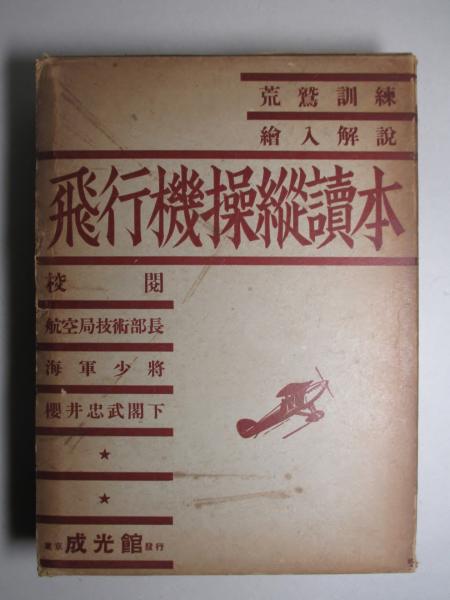 荒鷲訓練
繪入解說
飛行機操縱讀本
校閱
航空局技術部長
海軍少將
櫻井忠武閣下
★
★
東京 成光館 發行